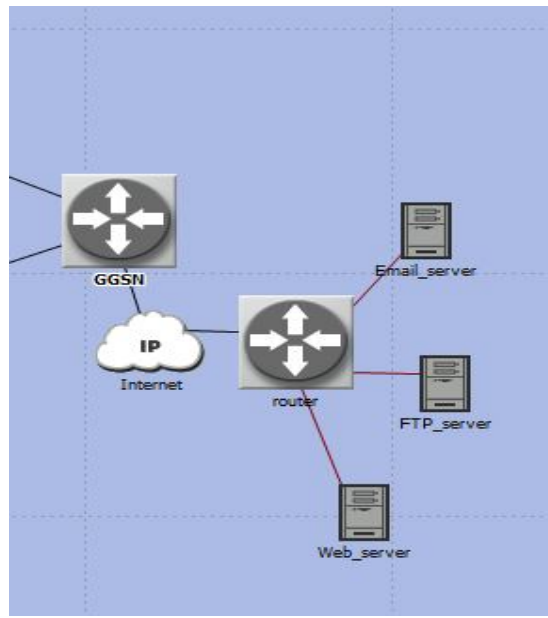 Email_server
GGSN
IP
Internet
router
FTP_server
Web_server